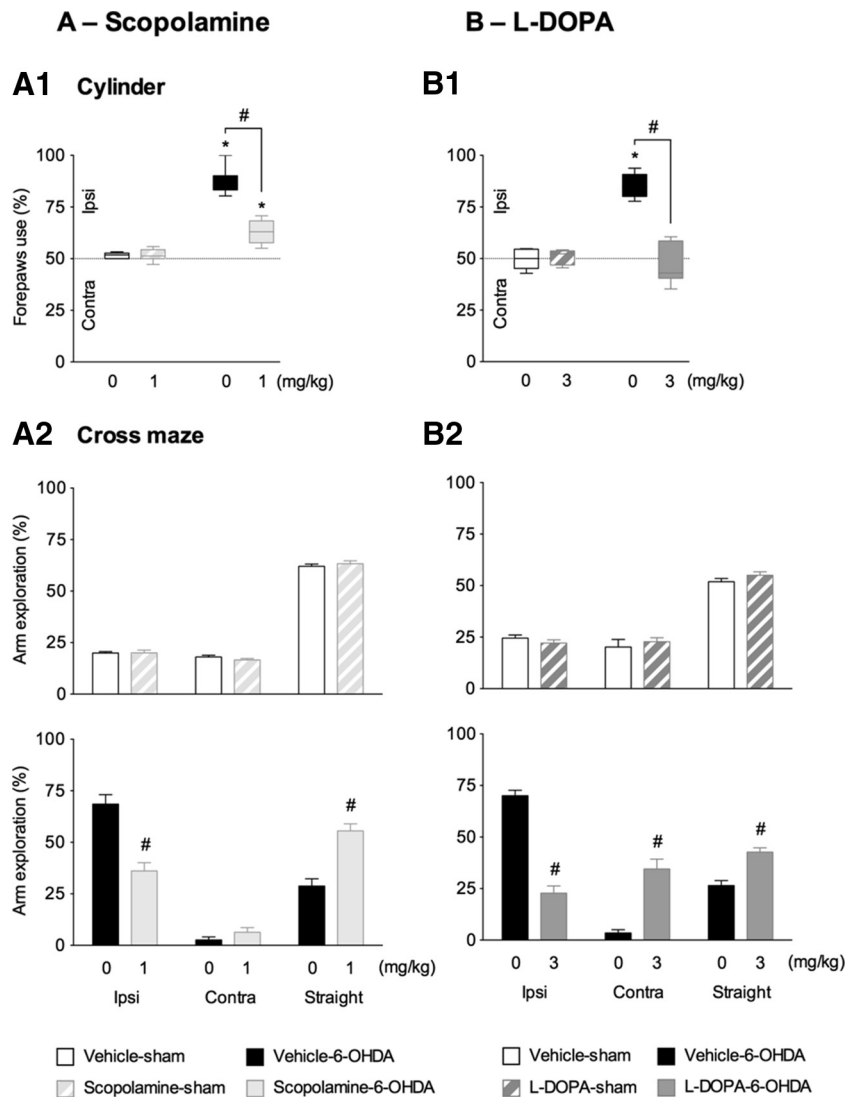 A – Scopolamine
B – L-DOPA
A1 Cylinder
B1
#
#
*
*
*
100
75
50
25
0
Forepaws use (%)
Ipsi
Contra
100
75
50
25
0
Ipsi
Contra
0 1 0 1 (mg/kg)
0 3 0 3 (mg/kg)
A2 Cross maze
B2
100
75
50
25
0
Arm exploration (%)
100
75
50
25
0
100
75
50
25
0
Arm exploration (%)
#
#
100
75
50
25
0
#
#
#
0 1 0 1 0 1 (mg/kg)
Ipsi Contra Straight
0 3 0 3 0 3 (mg/kg)
Ipsi Contra Straight
Vehicle-sham Vehicle-6-OHDA
Scopolamine-sham Scopolamine-6-OHDA
Vehicle-sham Vehicle-6-OHDA
L-DOPA-sham L-DOPA-6-OHDA